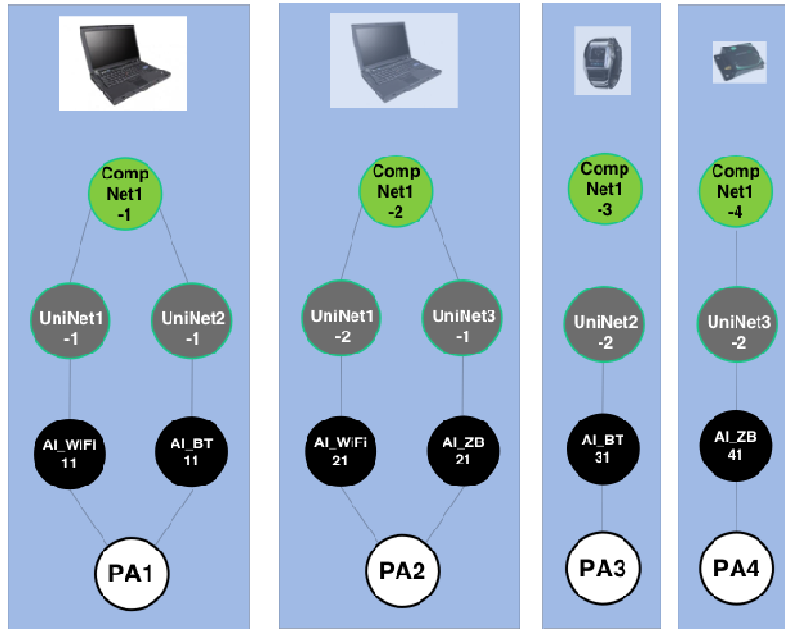 Comp
Net1
-1
Comp
Net1
-2
Comp
Net1
-3
Comp
Net1
-4
UniNet1
-1
UniNet2
-1
UniNet1
-2
UniNet3
-1
UniNet2
-2
UniNet3
-2
AI_WiFi
11
AI_BT
11
AI_WiFi
21
AI_ZB
21
AI_BT
31
AI_ZB
41
PA1
PA2
PA3
PA4